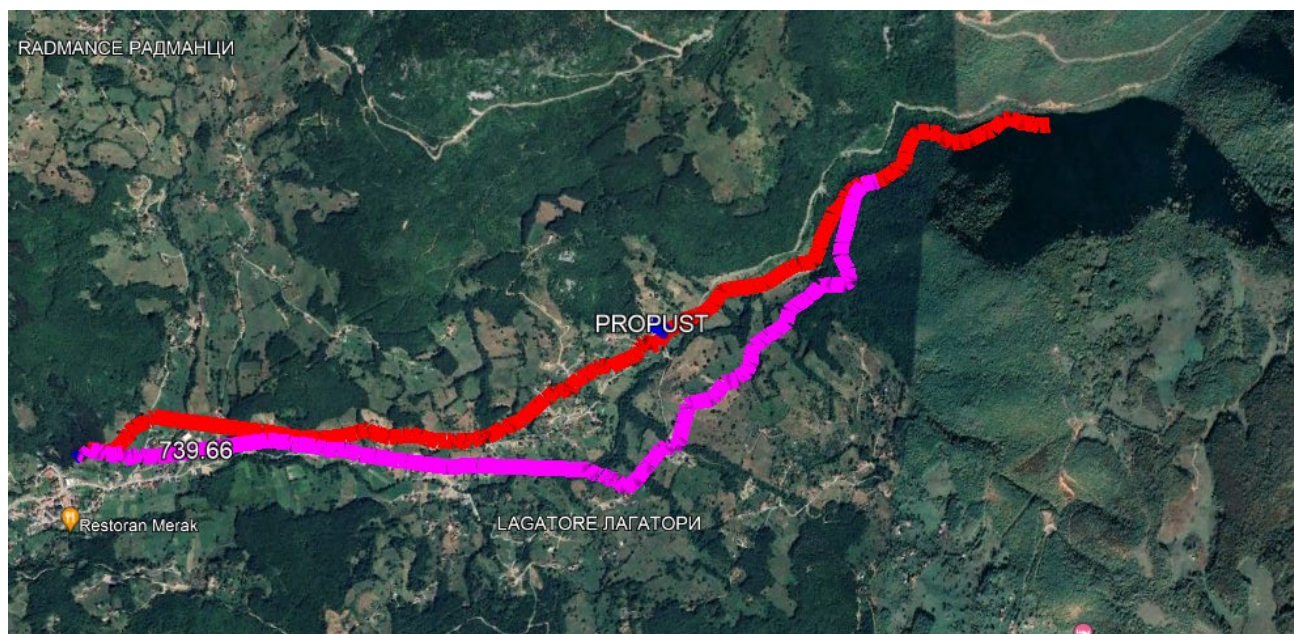 RADMANCE РАДМАНЦИ
PROPUST
739.66
Restoran Merak
LAGATORE ЛАГАТОРИ